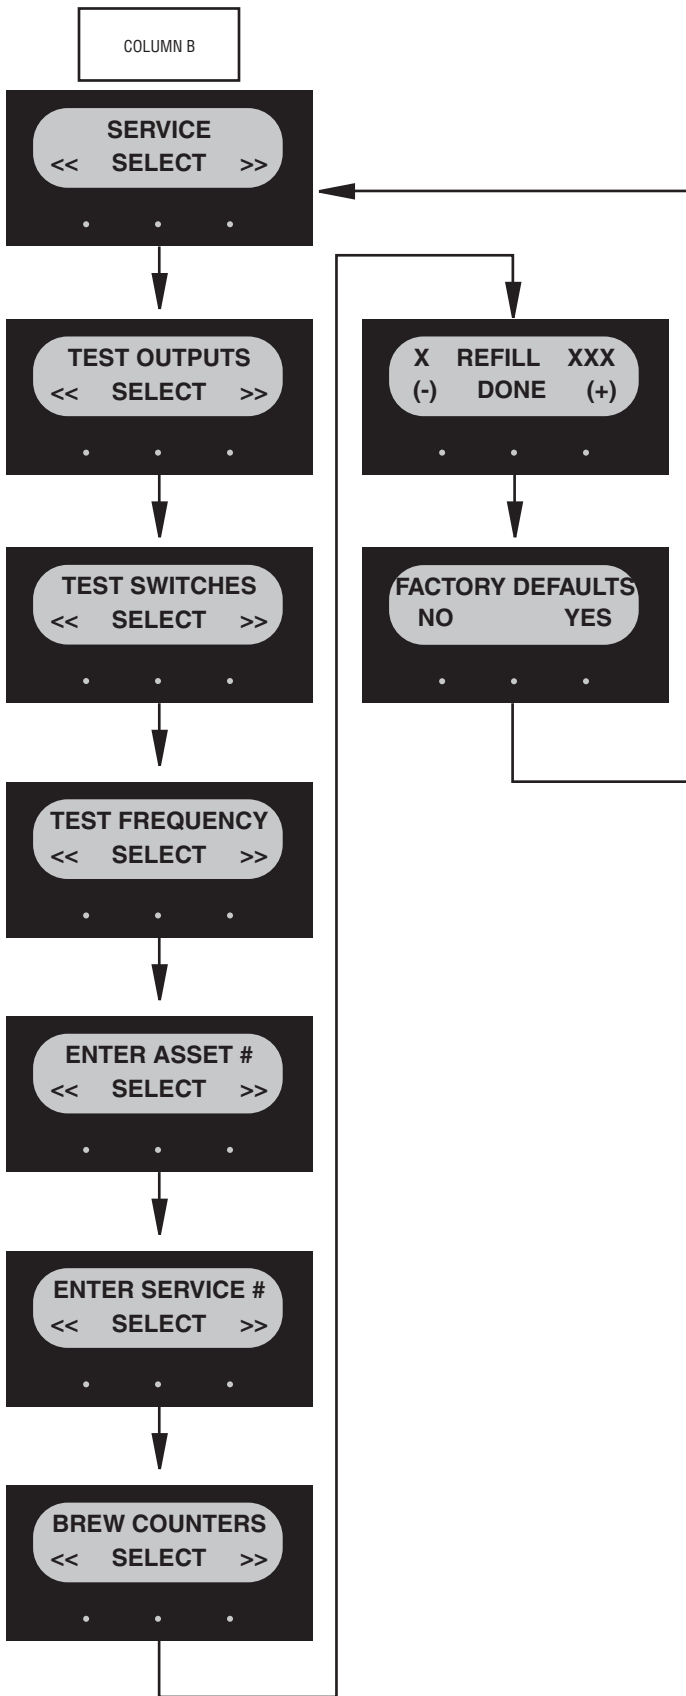 COLUMN B
SERVICE
<< SELECT >>
TEST OUTPUTS
<< SELECT >>
TEST SWITCHES
<< SELECT >>
TEST FREQUENCY
<< SELECT >>
ENTER ASSET #
<< SELECT >>
ENTER SERVICE #
<< SELECT >>
BREW COUNTERS
<< SELECT >>
X REFILL XXX
(-) DONE (+)
FACTORY DEFAULTS
NO YES